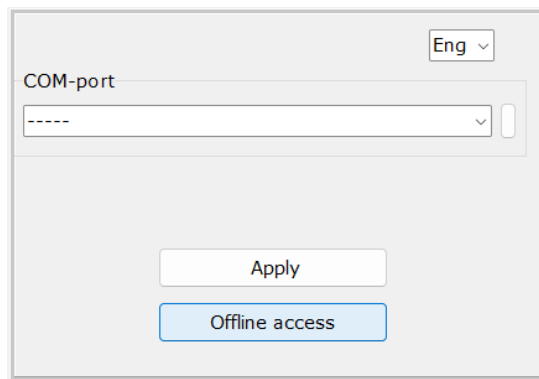 Eng
COM-port
-----
Apply
Offline access